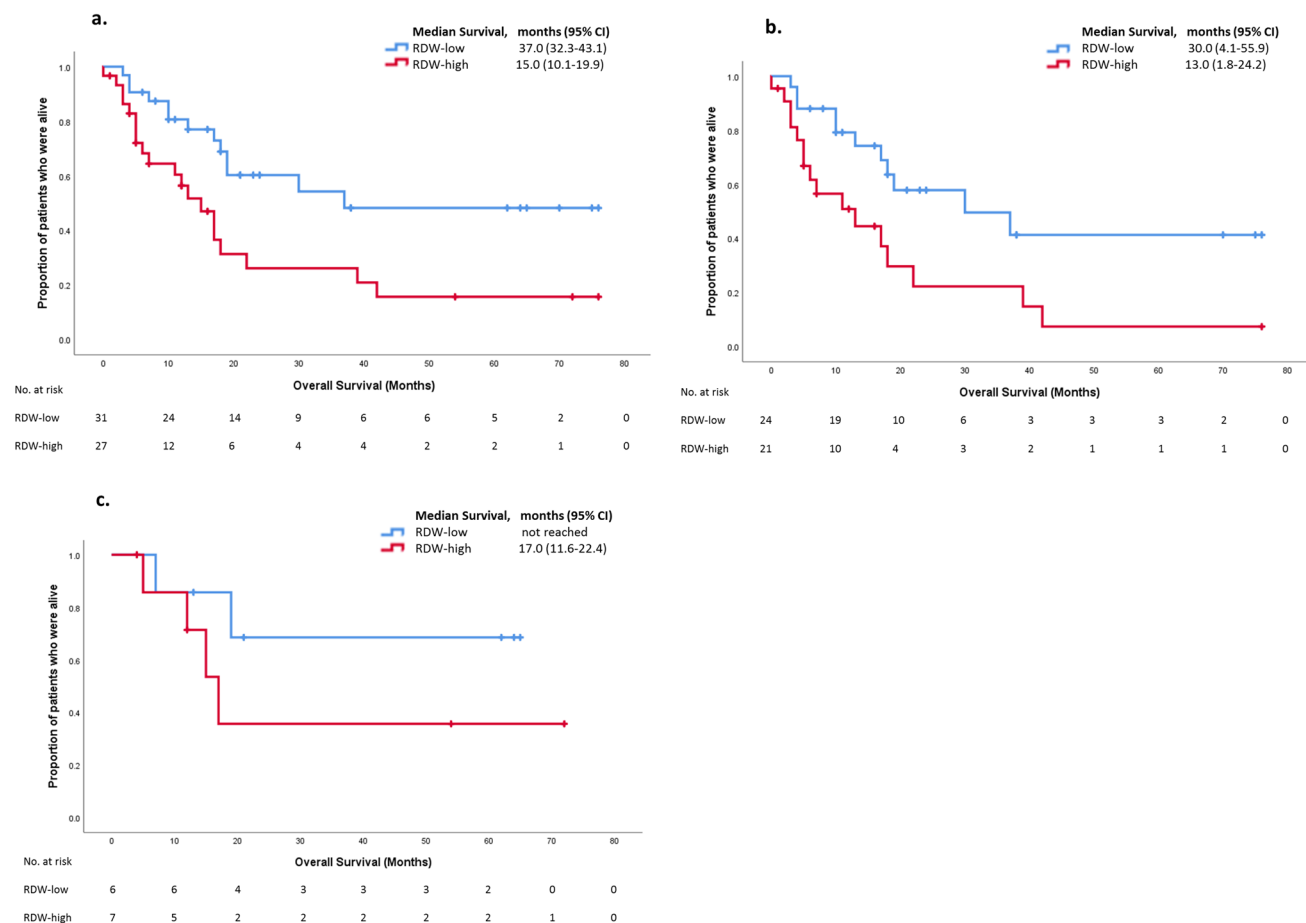 a.
Median Survival, months (95% CI)
RDW-low 37.0 (32.3-43.1)
RDW-high 15.0 (10.1-19.9)
Proportion of patients who were alive
1.0
0.8
0.6
0.4
0.2
0.0
0 10 20 30 40 50 60 70 80
Overall Survival (Months)
No. at risk
RDW-low 31 24 14 9 6 6 5 2 0
RDW-high 27 12 6 4 4 2 2 1 0
b.
Median Survival, months (95% CI)
RDW-low 30.0 (4.1-55.9)
RDW-high 13.0 (1.8-24.2)
Proportion of patients who were alive
1.0
0.8
0.6
0.4
0.2
0.0
0 10 20 30 40 50 60 70 80
Overall Survival (Months)
No. at risk
RDW-low 24 19 10 6 3 3 3 2 0
RDW-high 21 10 4 3 2 1 1 1 0
c.
Median Survival, months (95% CI)
RDW-low not reached
RDW-high 17.0 (11.6-22.4)
Proportion of patients who were alive
1.0
0.8
0.6
0.4
0.2
0.0
0 10 20 30 40 50 60 70 80
Overall Survival (Months)
No. at risk
RDW-low 6 6 4 3 3 3 2 0 0
RDW-high 7 5 2 2 2 2 2 1 0